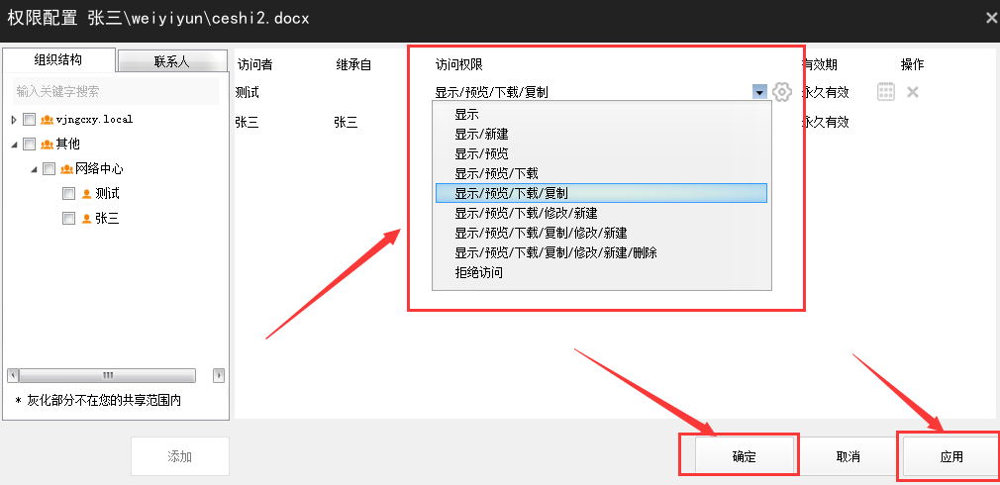 权限配置 张三\weiyiyun\ceshi2.docx
组织结构 联系人
输入关键字搜索
vjngcxy.local
其他
网络中心
测试
张三
* 灰化部分不在您的共享范围内
添加
访问者 继承自 访问权限 有效期 操作
测试 显示/预览/下载/复制 永久有效
张三 张三 永久有效
显示
显示/新建
显示/预览
显示/预览/下载
显示/预览/下载/复制
显示/预览/下载/修改/新建
显示/预览/下载/复制/修改/新建
显示/预览/下载/复制/修改/新建/删除
拒绝访问
确定 取消 应用